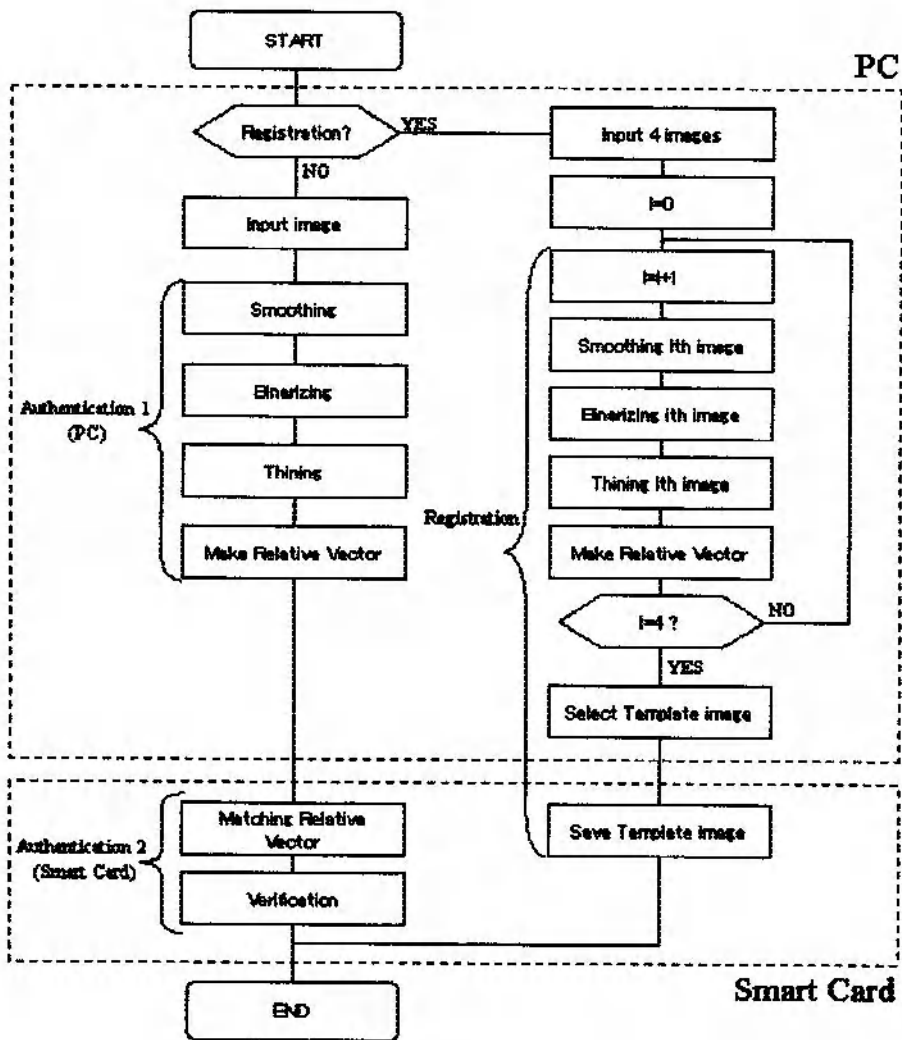 START
PC
Registration?
YES
NO
Input image
Smoothing
Binarizing
Thining
Make Relative Vector
Authentication 1
(PC)
Input 4 images
I=0
I=I+1
Smoothing Ith image
Binarizing ith image
Thining Ith image
Make Relative Vector
I=4 ?
NO
YES
Select Template image
Registration
Matching Relative
Vector
Verification
Authentication 2
(Smart Card)
Save Template Image
Smart Card
END